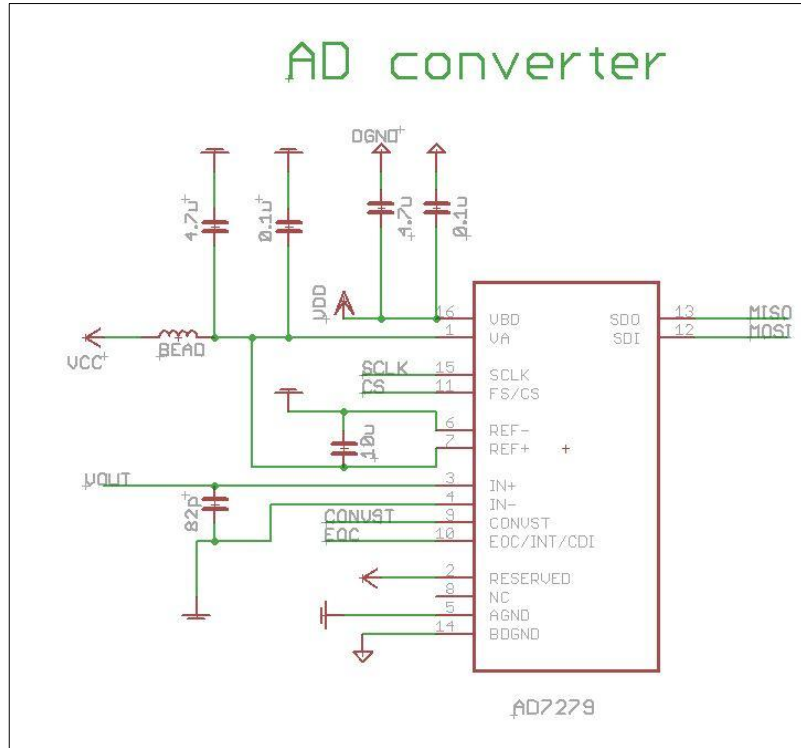 AD converter
DGND
4.7u
0.1u
4.7u
0.1u
VDD
16 VBD
SDO 13 MISO
1 VA
SDI 12 MOSI
VCC
BEAD
SCLK 15 SCLK
CS 11 FS/CS
6 REF-
10u
7 REF+
VOUT 3 IN+
82p
4 IN-
CONVST 9 CONVST
EOC 10 EOC/INT/CDI
2 RESERVED
8 NC
5 AGND
14 BDGND
AD7279